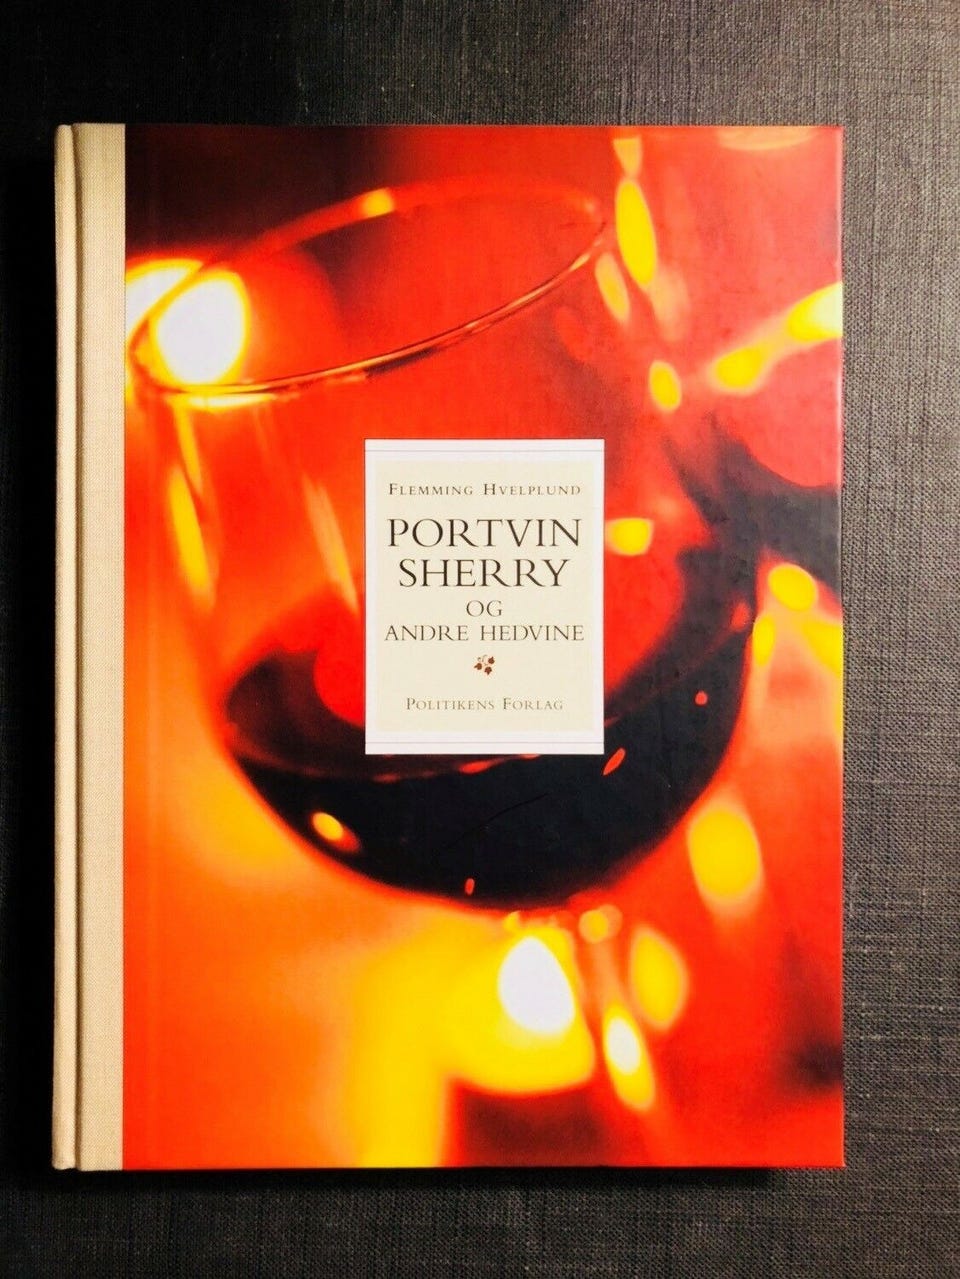 FLEMMING HVELPLUND
PORTVIN
SHERRY
OG
ANDRE HEDVINE
POLITIKENS FORLAG